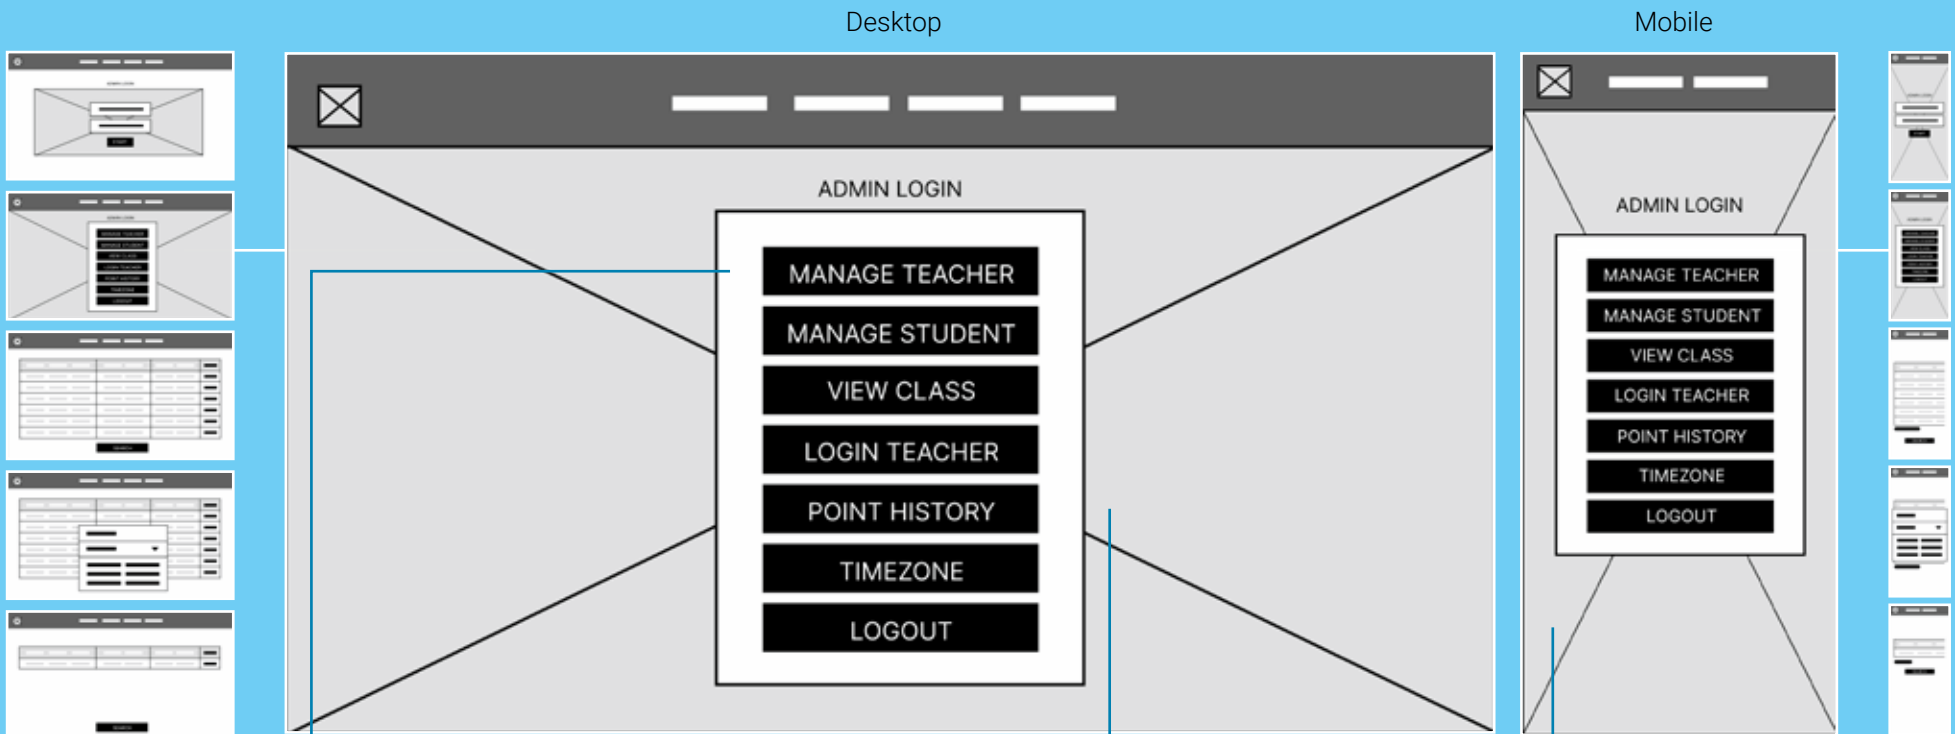 Desktop
Mobile
ADMIN LOGIN
MANAGE TEACHER
MANAGE STUDENT
VIEW CLASS
LOGIN TEACHER
POINT HISTORY
TIMEZONE
LOGOUT
ADMIN LOGIN
MANAGE TEACHER
MANAGE STUDENT
VIEW CLASS
LOGIN TEACHER
POINT HISTORY
TIMEZONE
LOGOUT